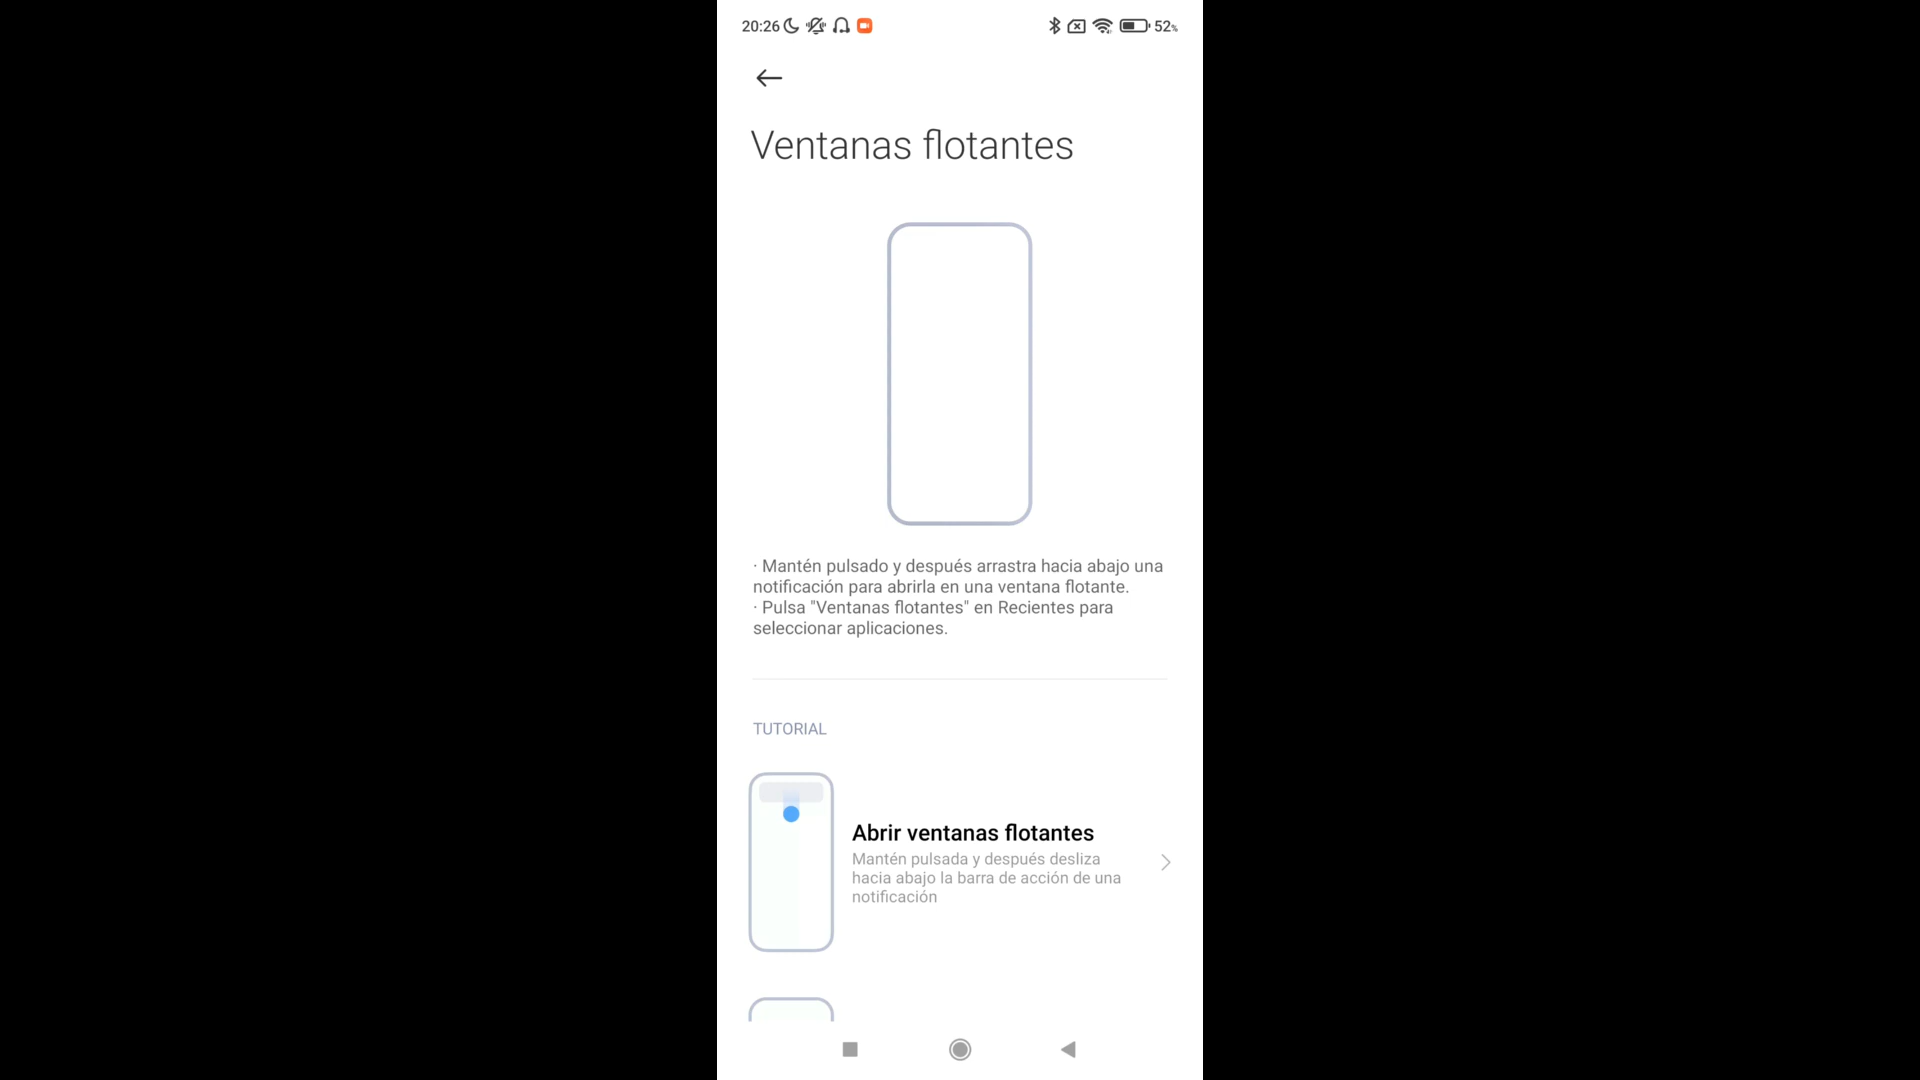 20:26 52%
Ventanas flotantes
· Mantén pulsado y después arrastra hacia abajo una
notificación para abrirla en una ventana flotante.
· Pulsa "Ventanas flotantes" en Recientes para
seleccionar aplicaciones.
TUTORIAL
Abrir ventanas flotantes
Mantén pulsada y después desliza
hacia abajo la barra de acción de una
notificación